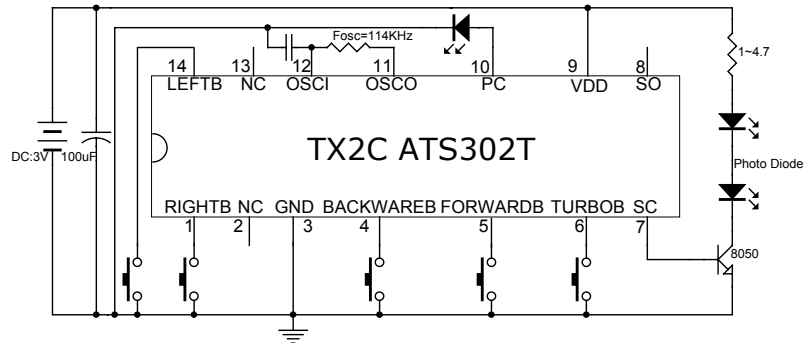 Fosc=114KHz
14 13 12 11 10 9 8
LEFTB NC OSCI OSCO PC VDD SO
1~4.7
TX2C ATS302T
DC:3V 100uF
Photo Diode
RIGHTB NC GND BACKWAREB FORWARDB TURBOB SC
1 2 3 4 5 6 7
8050